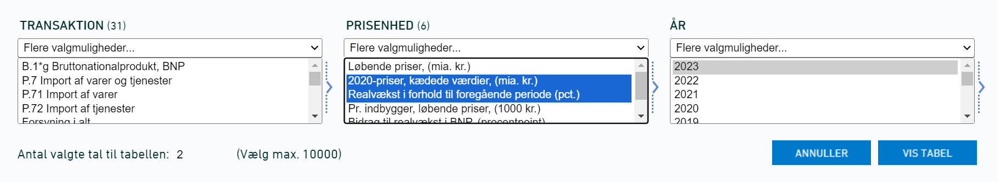 TRANSAKTION (31)
Flere valgmuligheder...
B.1*g Bruttonationalprodukt, BNP
P.7 Import af varer og tjenester
P.71 Import af varer
P.72 Import af tjenester
Forsyning i alt
PRISENHED (6)
Flere valgmuligheder...
Løbende priser, (mia. kr.)
2020-priser, kædede værdier, (mia. kr.)
Realvækst i forhold til foregående periode (pct.)
Pr. indbygger, løbende priser, (1000 kr.)
Bidrag til realvækst i BNP, (procentpoint)
ÅR
Flere valgmuligheder...
2023
2022
2021
2020
2019
Antal valgte tal til tabellen: 2 (Vælg max. 10000)
ANNULLER
VIS TABEL